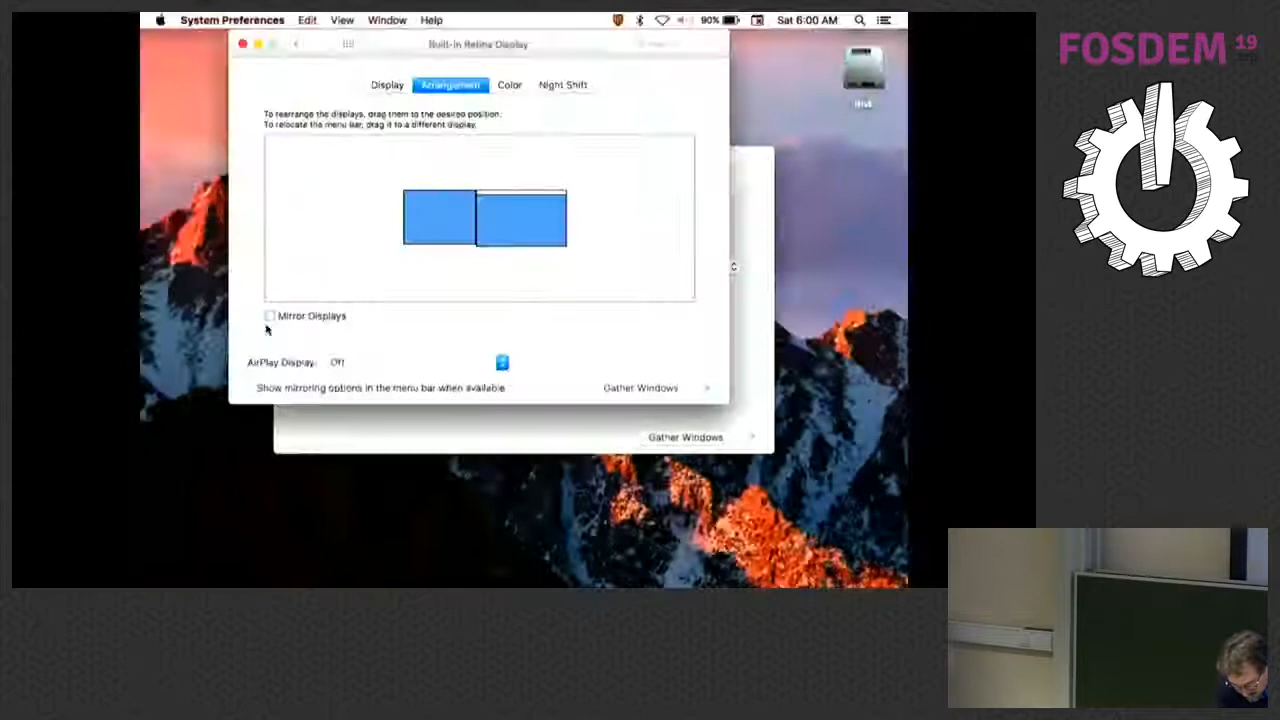 System Preferences Edit View Window Help 90% Sat 6:00 AM
FOSDEM 19
.org
Built-in Retina Display
Display Arrangement Color Night Shift
To rearrange the displays, drag them to the desired position.
To relocate the menu bar, drag it to a different display.
Mirror Displays
AirPlay Display: Off
Show mirroring options in the menu bar when available
Gather Windows
Gather Windows